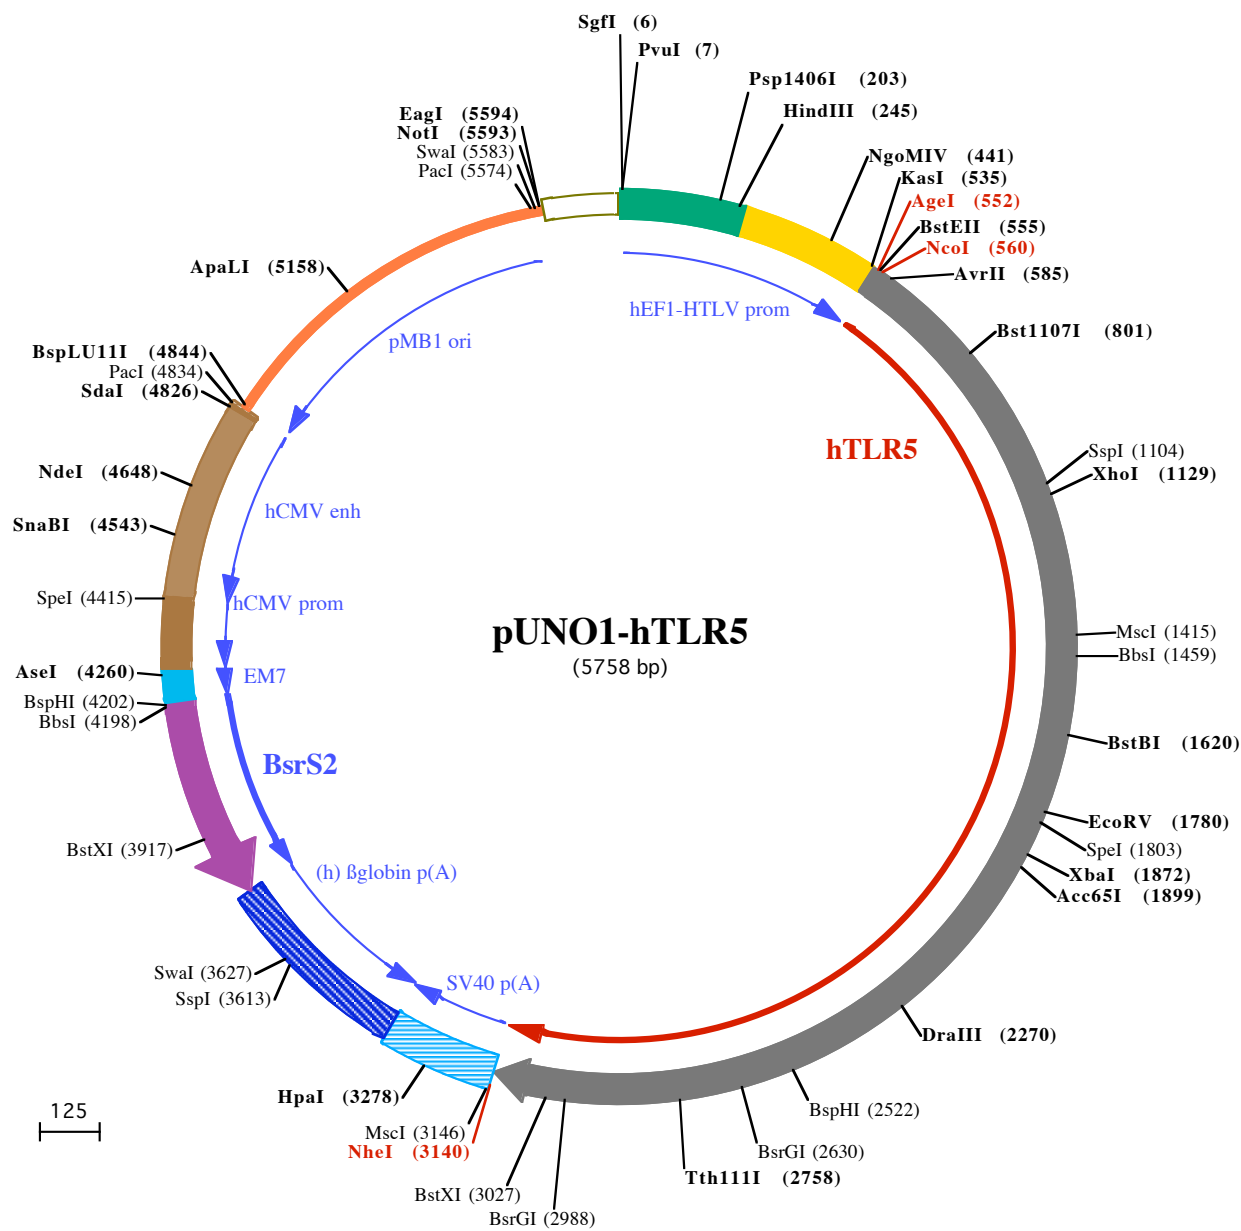 SgfI (6)
PvuI (7)
Psp1406I (203)
HindIII (245)
EagI (5594)
NotI (5593)
SwaI (5583)
PacI (5574)
NgoMIV (441)
KasI (535)
AgeI (552)
BstEII (555)
NcoI (560)
AvrII (585)
ApaLI (5158)
hEF1-HTLV prom
pMB1 ori
Bst1107I (801)
BspLU11I (4844)
PacI (4834)
SdaI (4826)
hTLR5
SspI (1104)
XhoI (1129)
NdeI (4648)
hCMV enh
SnaBI (4543)
SpeI (4415)
hCMV prom
pUNO1-hTLR5
(5758 bp)
MscI (1415)
BbsI (1459)
AseI (4260)
EM7
BspHI (4202)
BbsI (4198)
BstBI (1620)
BsrS2
EcoRV (1780)
SpeI (1803)
BstXI (3917)
(h) ßglobin p(A)
XbaI (1872)
Acc65I (1899)
SwaI (3627)
SspI (3613)
SV40 p(A)
DraIII (2270)
HpaI (3278)
BspHI (2522)
125
MscI (3146)
NheI (3140)
BsrGI (2630)
Tth111I (2758)
BstXI (3027)
BsrGI (2988)